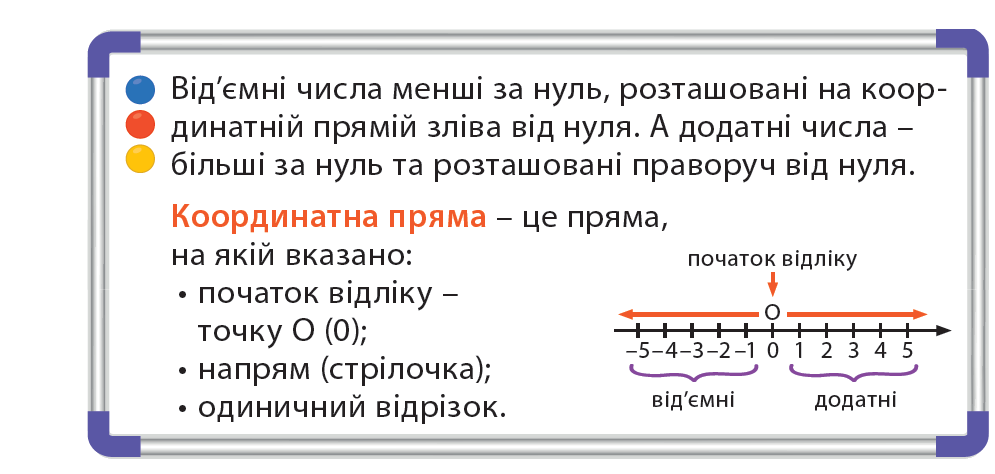 Від’ємні числа менші за нуль, розташовані на коор-
динатній прямій зліва від нуля. А додатні числа –
більші за нуль та розташовані праворуч від нуля.
Координатна пряма – це пряма,
на якій вказано:
• початок відліку –
точку О (0);
• напрям (стрілочка);
• одиничний відрізок.
початок відліку
О
–5 –4 –3 –2 –1 0 1 2 3 4 5
від’ємні додатні